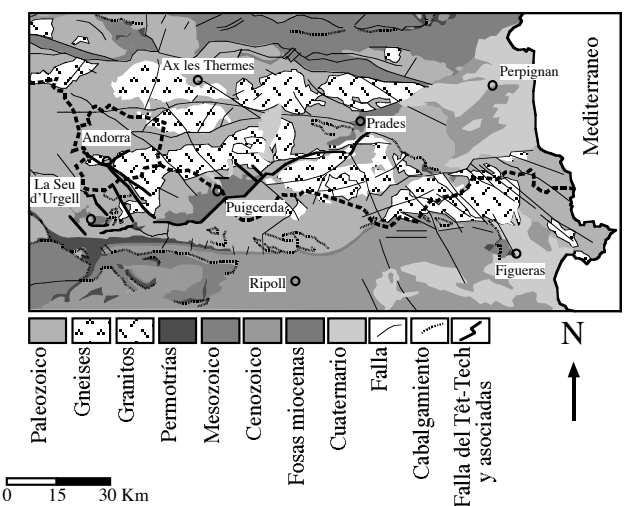 Ax les Thermes
Perpignan
Mediterraneo
Prades
Andorra
La Seu
d'Urgell
Puigcerda
Figueras
Ripoll
Paleozoico
Gneises
Granitos
Permotrías
Mesozoico
Cenozoico
Fosas miocenas
Cuaternario
Falla
Cabalgamiento
Falla del Têt-Tech
y asociadas
N
0 15 30 Km